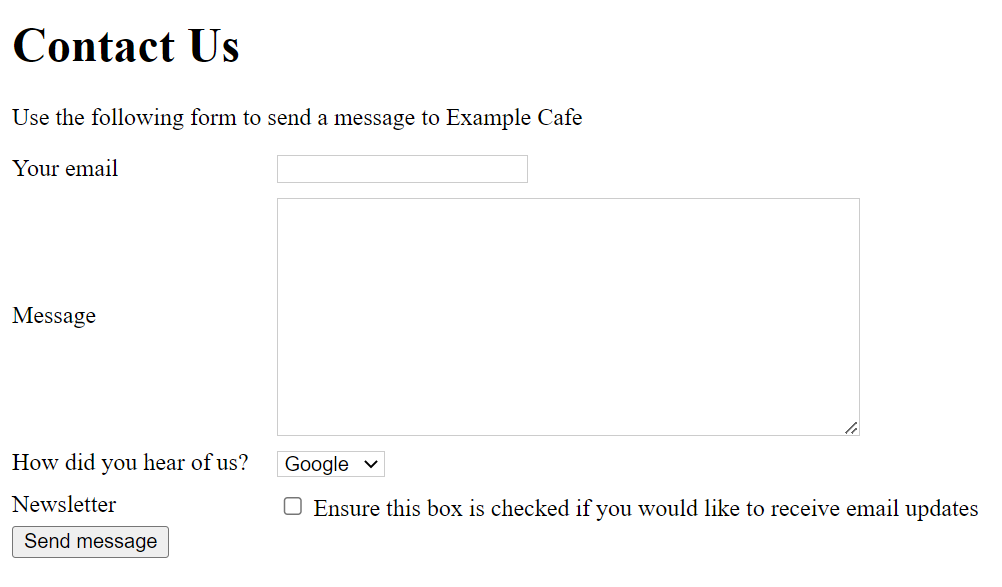 Contact Us
Use the following form to send a message to Example Cafe
Your email
Message
How did you hear of us? Google
Newsletter Ensure this box is checked if you would like to receive email updates
Send message